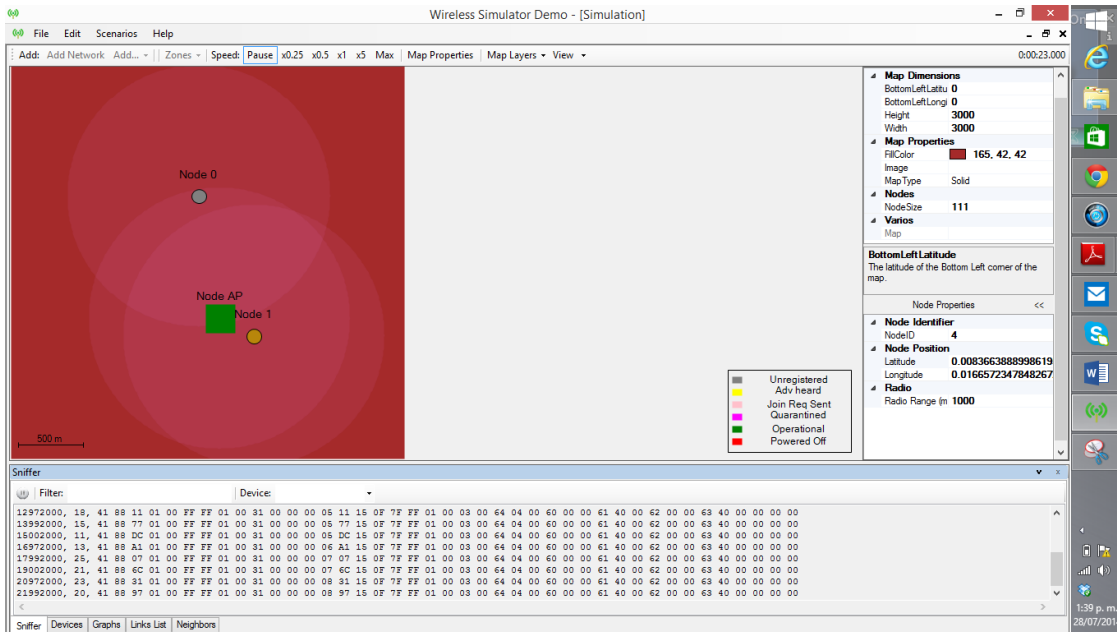 Wireless Simulator Demo - [Simulation]
File Edit Scenarios Help
Add: Add Network Add... Zones Speed: Pause x0.25 x0.5 x1 x5 Max Map Properties Map Layers View 0:00:23.000
Node 0
Node AP
Node 1
500 m
Unregistered
Adv heard
Join Req Sent
Quarantined
Operational
Powered Off
Map Dimensions
BottomLeftLatitu 0
BottomLeftLongi 0
Height 3000
Width 3000
Map Properties
FillColor 165, 42, 42
Image
MapType Solid
Nodes
NodeSize 111
Varios
Map
BottomLeftLatitude
The latitude of the Bottom Left corner of the
map.
Node Properties <<
Node Identifier
NodeID 4
Node Position
Latitude 0.0083663888998619
Longitude 0.0166572347848267
Radio
Radio Range (m 1000
Sniffer
Filter: Device:
12972000, 18, 41 88 11 01 00 FF FF 01 00 31 00 00 00 05 11 15 0F 7F FF 01 00 03 00 64 04 00 60 00 00 61 40 00 62 00 00 63 40 00 00 00 00
13992000, 15, 41 88 77 01 00 FF FF 01 00 31 00 00 00 05 77 15 0F 7F FF 01 00 03 00 64 04 00 60 00 00 61 40 00 62 00 00 63 40 00 00 00 00
15002000, 11, 41 88 DC 01 00 FF FF 01 00 31 00 00 00 05 DC 15 0F 7F FF 01 00 03 00 64 04 00 60 00 00 61 40 00 62 00 00 63 40 00 00 00 00
16972000, 13, 41 88 A1 01 00 FF FF 01 00 31 00 00 00 06 A1 15 0F 7F FF 01 00 03 00 64 04 00 60 00 00 61 40 00 62 00 00 63 40 00 00 00 00
17992000, 25, 41 88 07 01 00 FF FF 01 00 31 00 00 00 07 07 15 0F 7F FF 01 00 03 00 64 04 00 60 00 00 61 40 00 62 00 00 63 40 00 00 00 00
19002000, 21, 41 88 6C 01 00 FF FF 01 00 31 00 00 00 07 6C 15 0F 7F FF 01 00 03 00 64 04 00 60 00 00 61 40 00 62 00 00 63 40 00 00 00 00
20972000, 23, 41 88 31 01 00 FF FF 01 00 31 00 00 00 08 31 15 0F 7F FF 01 00 03 00 64 04 00 60 00 00 61 40 00 62 00 00 63 40 00 00 00 00
21992000, 20, 41 88 97 01 00 FF FF 01 00 31 00 00 00 08 97 15 0F 7F FF 01 00 03 00 64 04 00 60 00 00 61 40 00 62 00 00 63 40 00 00 00 00
Sniffer Devices Graphs Links List Neighbors
1:39 p. m.
28/07/201